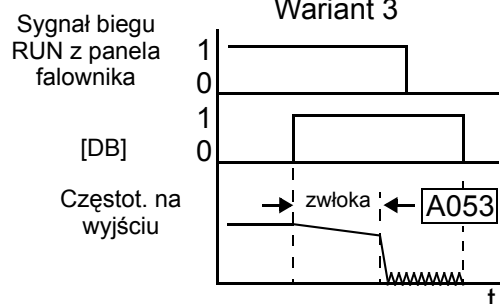 Wariant 3
Sygnał biegu
RUN z panela
falownika
1
0
[DB]
1
0
Częstot. na
wyjściu
zwłoka
A053
t